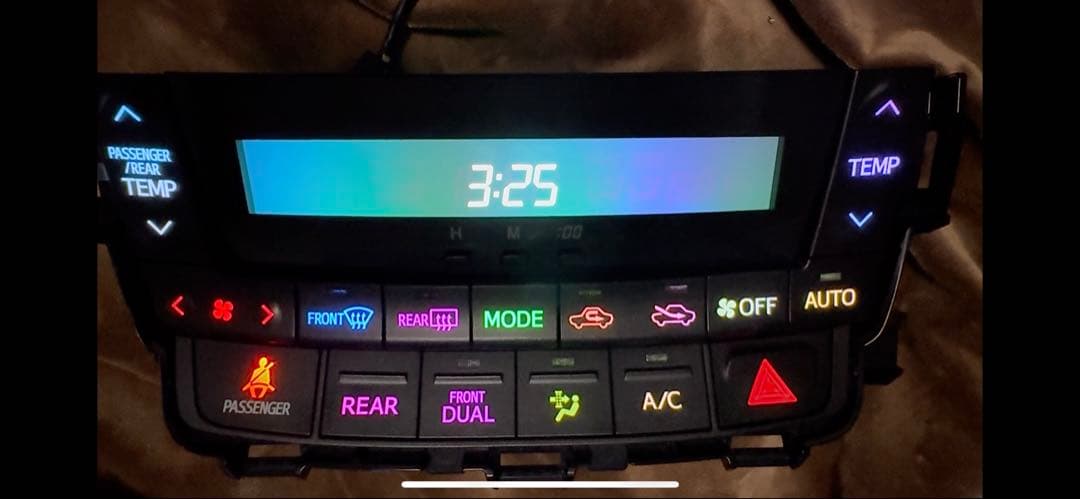 PASSENGER
/REAR
TEMP
3:25
TEMP
H M :00
FRONT
REAR
MODE
OFF
AUTO
PASSENGER
REAR
FRONT
DUAL
A/C